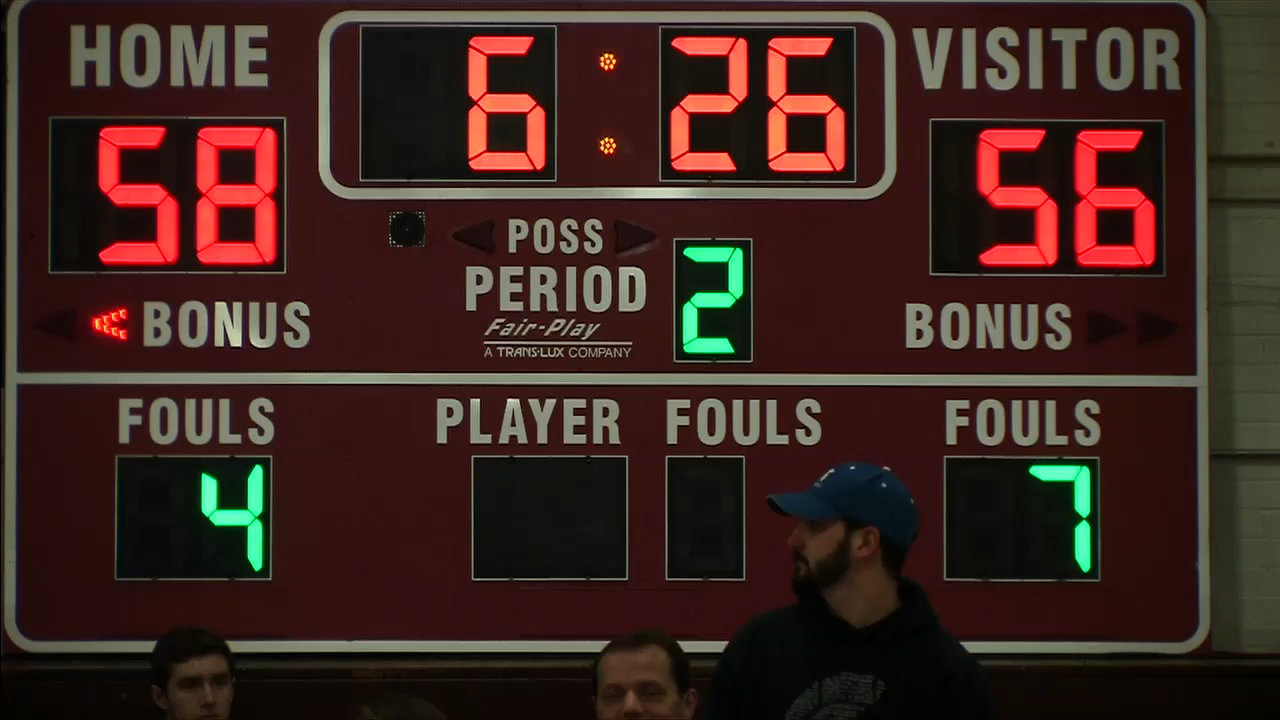 HOME
6:26
VISITOR
58
56
POSS
PERIOD
2
BONUS
Fair-Play
A TRANS-LUX COMPANY
BONUS
FOULS
PLAYER
FOULS
FOULS
4
7